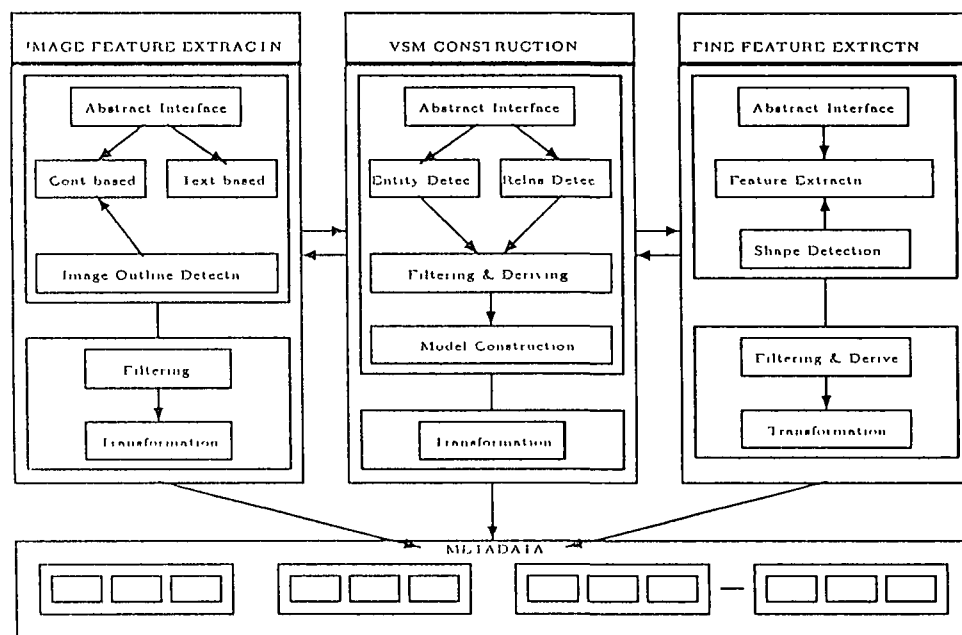 IMAGE FEATURE EXTRACTN
VSM CONSTRUCTION
FINE FEATURE EXTRCTN
Abstract Interface
Cont based
Text based
Image Outline Detectn
Filtering
Transformation
Abstract Interface
Entity Detec
Relns Detec
Filtering & Deriving
Model Construction
Transformation
Abstract Interface
Feature Extractn
Shape Detection
Filtering & Derive
Transformation
METADATA